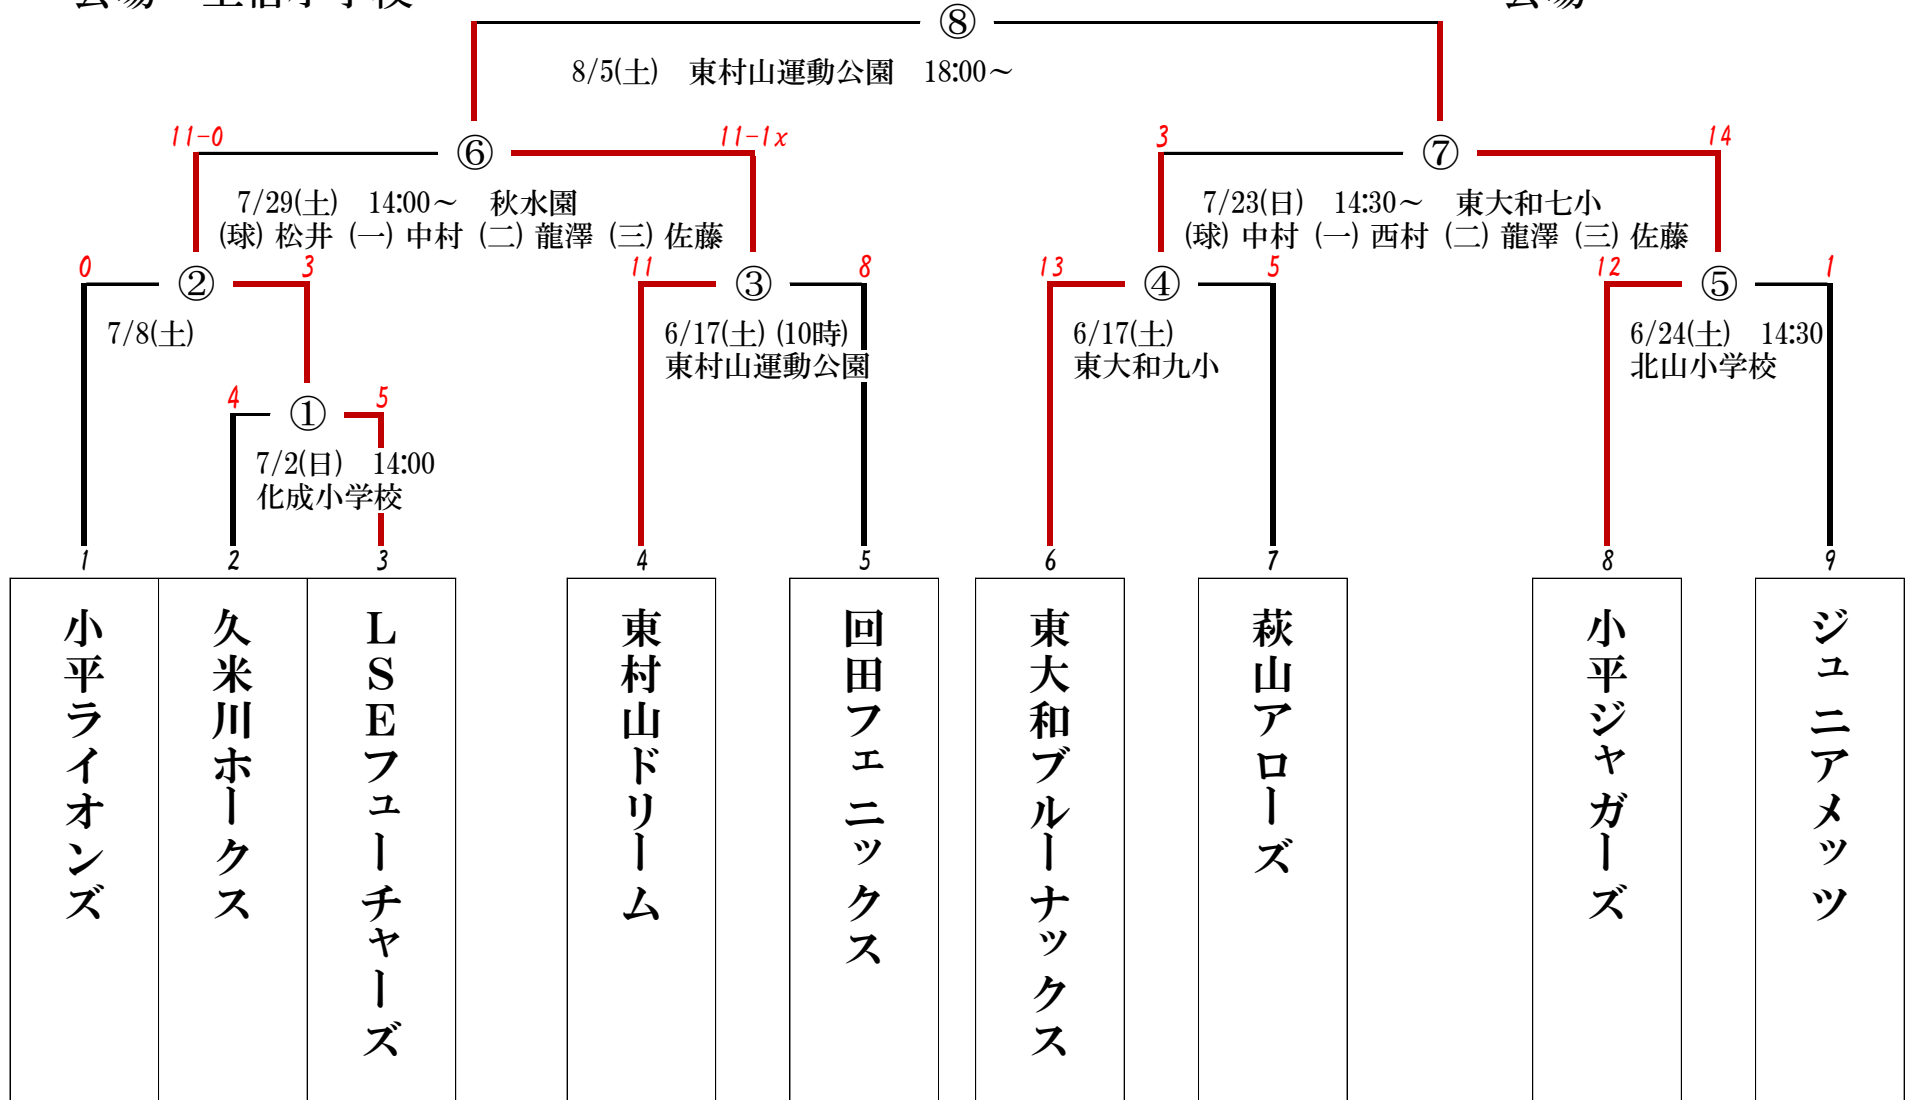 ⑧
8/5(土) 東村山運動公園 18:00～
11-0
⑥
11-1x
3
⑦
14
7/29(土) 14:00～ 秋水園
(球) 松井 (一) 中村 (二) 龍澤 (三) 佐藤
7/23(日) 14:30～ 東大和七小
(球) 中村 (一) 西村 (二) 龍澤 (三) 佐藤
0
②
3
11
③
8
13
④
5
12
⑤
1
7/8(土)
6/17(土) (10時)
東村山運動公園
6/17(土)
東大和九小
6/24(土) 14:30
北山小学校
4
①
5
7/2(日) 14:00
化成小学校
1
2
3
4
5
6
7
8
9
小平ライオンズ
久米川ホークス
LSEフューチャーズ
東村山ドリーム
回田フェニックス
東大和ブルーナックス
萩山アローズ
小平ジャガーズ
ジュニアメッツ